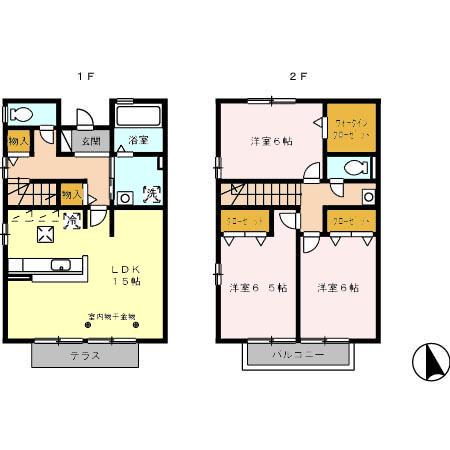 1F
2F
物入
玄関
浴室
洋室6帖
ウォークイン
クローゼット
物入
洗
冷
クローゼット
クローゼット
LDK
15帖
洋室6.5帖
洋室6帖
室内物干金物
テラス
バルコニー